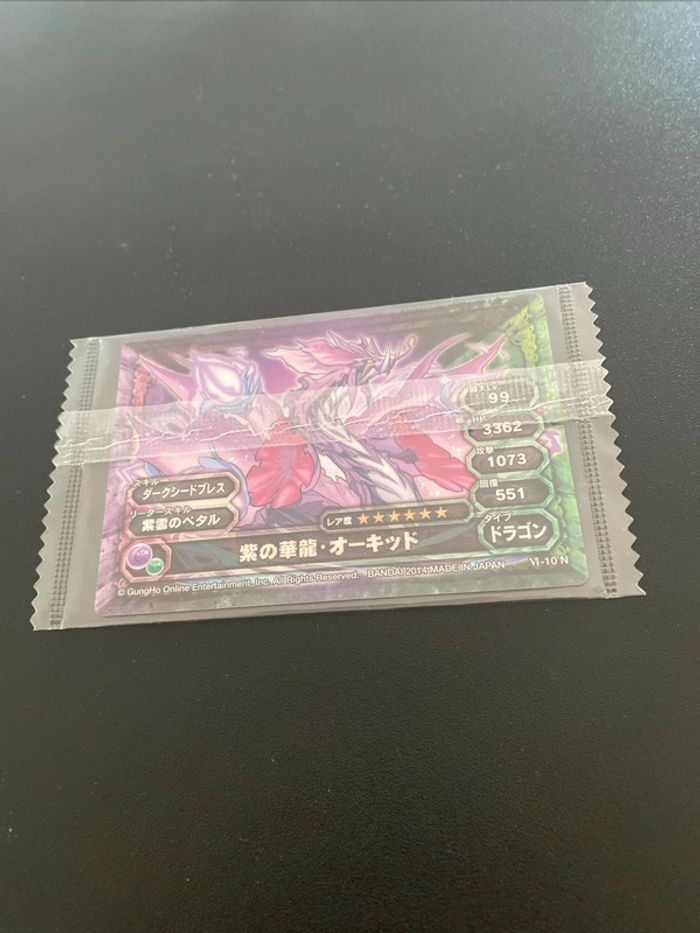 最大Lv.
99
HP
3362
攻撃
1073
回復
551
タイプ
ドラゴン
スキル
ダークシードブレス
リーダースキル
紫雲のペタル
レア度 ★★★★★★
紫の華龍・オーキッド
© GungHo Online Entertainment, Inc. All Rights Reserved. BANDAI 2014 MADE IN JAPAN
VI-10 N